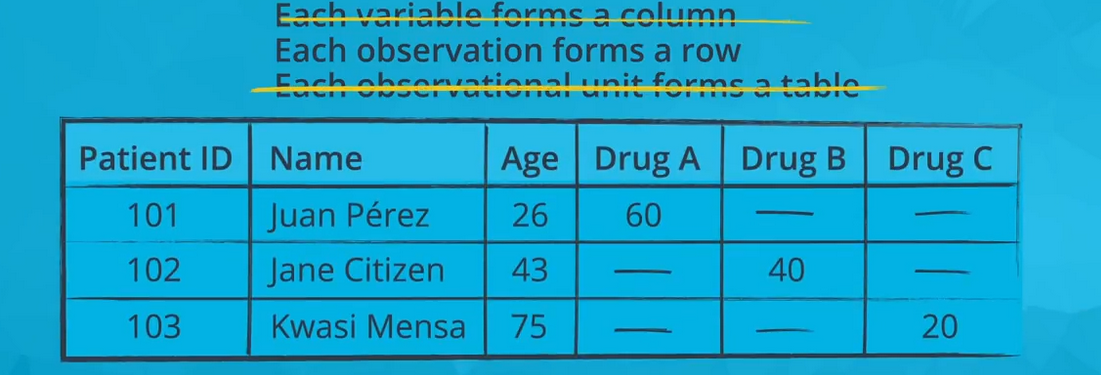 Each variable forms a column
Each observation forms a row
Each observational unit forms a table
Patient ID Name Age Drug A Drug B Drug C
101 Juan Pérez 26 60 — —
102 Jane Citizen 43 — 40 —
103 Kwasi Mensa 75 — — 20